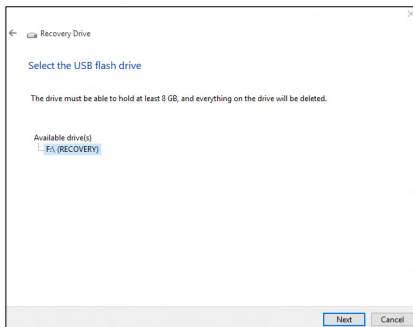 Recovery Drive
Select the USB flash drive
The drive must be able to hold at least 8 GB, and everything on the drive will be deleted.
Available drive(s)
F:\ (RECOVERY)
Next Cancel